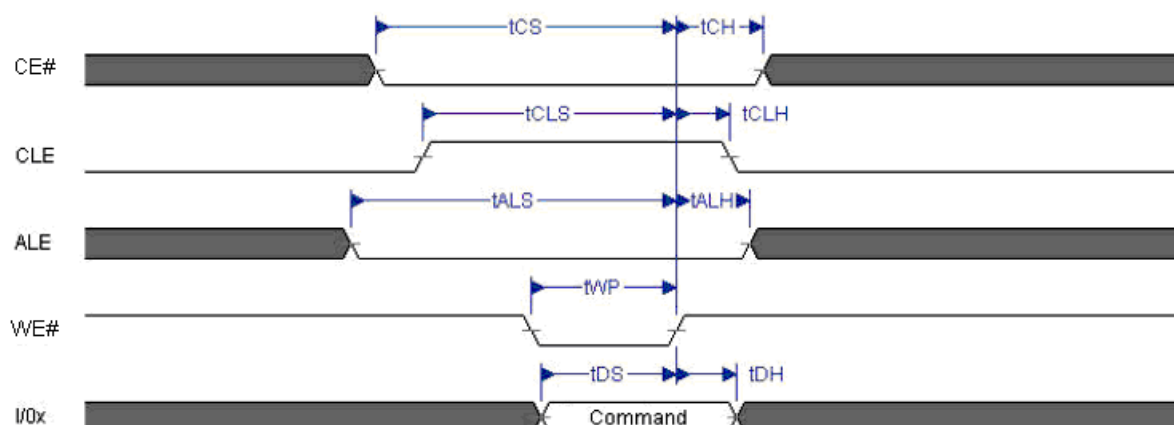 tCS tCH
CE#
tCLS tCLH
CLE
tALS tALH
ALE
tWP
WE#
tDS tDH
I/0x Command